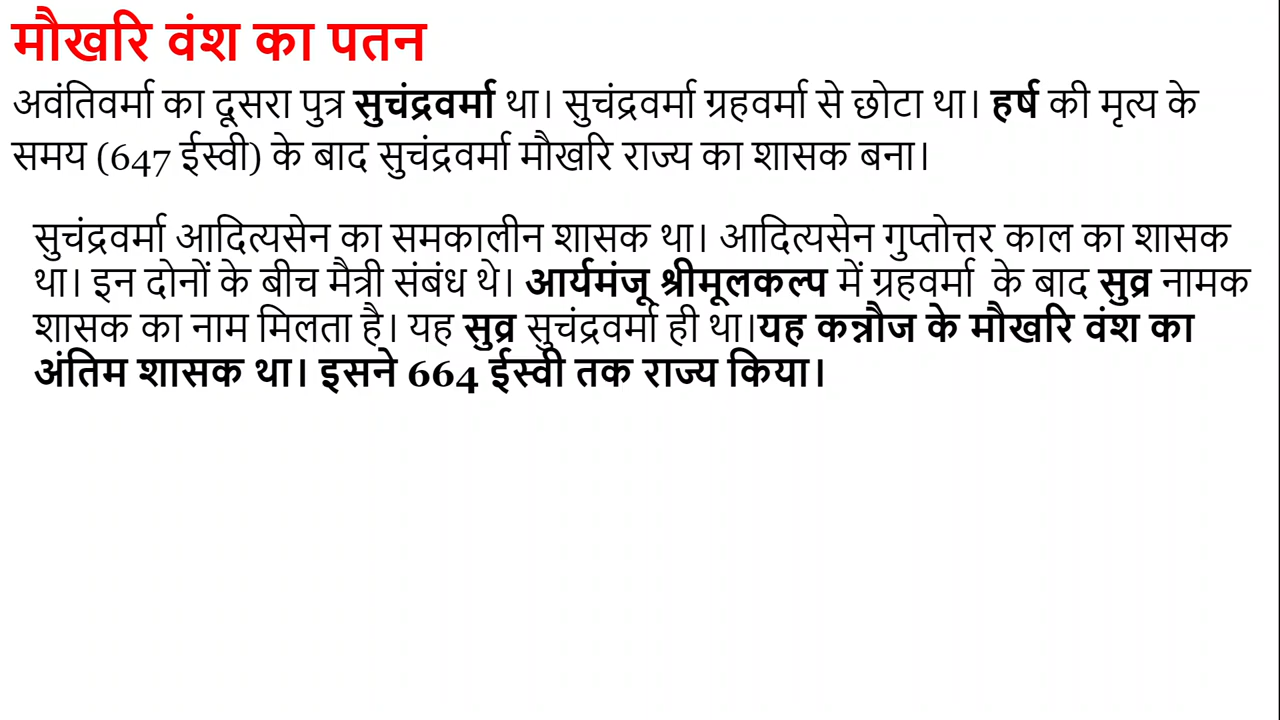 मौखरि वंश का पतन
अवंतिवर्मा का दूसरा पुत्र सुचंद्रवर्मा था। सुचंद्रवर्मा ग्रहवर्मा से छोटा था। हर्ष की मृत्य के
समय (647 ईस्वी) के बाद सुचंद्रवर्मा मौखरि राज्य का शासक बना।
सुचंद्रवर्मा आदित्यसेन का समकालीन शासक था। आदित्यसेन गुप्तोत्तर काल का शासक
था। इन दोनों के बीच मैत्री संबंध थे। आर्यमंजू श्रीमूलकल्प में ग्रहवर्मा के बाद सुव्र नामक
शासक का नाम मिलता है। यह सुव्र सुचंद्रवर्मा ही था।यह कन्नौज के मौखरि वंश का
अंतिम शासक था। इसने 664 ईस्वी तक राज्य किया।